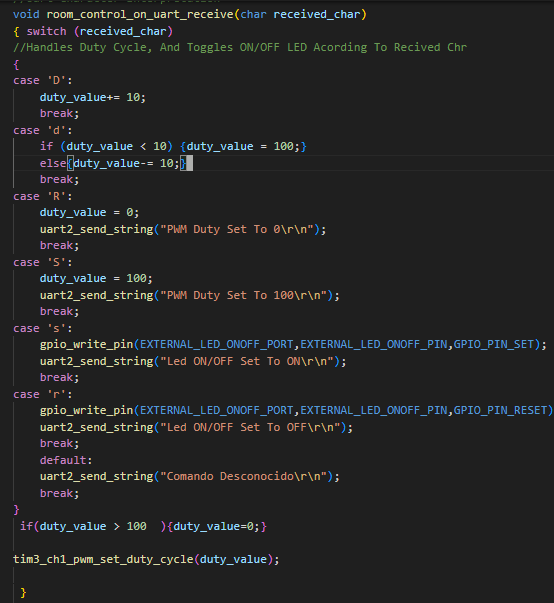 void room_control_on_uart_receive(char received_char)
{ switch (received_char)
//Handles Duty Cycle, And Toggles ON/OFF LED Acording To Recived Chr
{
case 'D':
    duty_value+= 10;
    break;
case 'd':
    if (duty_value < 10) {duty_value = 100;}
    else{duty_value-= 10;}
    break;
case 'R':
    duty_value = 0;
    uart2_send_string("PWM Duty Set To 0\r\n");
    break;
case 'S':
    duty_value = 100;
    uart2_send_string("PWM Duty Set To 100\r\n");
    break;
case 's':
    gpio_write_pin(EXTERNAL_LED_ONOFF_PORT,EXTERNAL_LED_ONOFF_PIN,GPIO_PIN_SET);
    uart2_send_string("Led ON/OFF Set To ON\r\n");
    break;
case 'r':
    gpio_write_pin(EXTERNAL_LED_ONOFF_PORT,EXTERNAL_LED_ONOFF_PIN,GPIO_PIN_RESET)
    uart2_send_string("Led ON/OFF Set To OFF\r\n");
    break;
    default:
    uart2_send_string("Comando Desconocido\r\n");
    break;
}
 if(duty_value > 100  ){duty_value=0;}
tim3_ch1_pwm_set_duty_cycle(duty_value);
 }